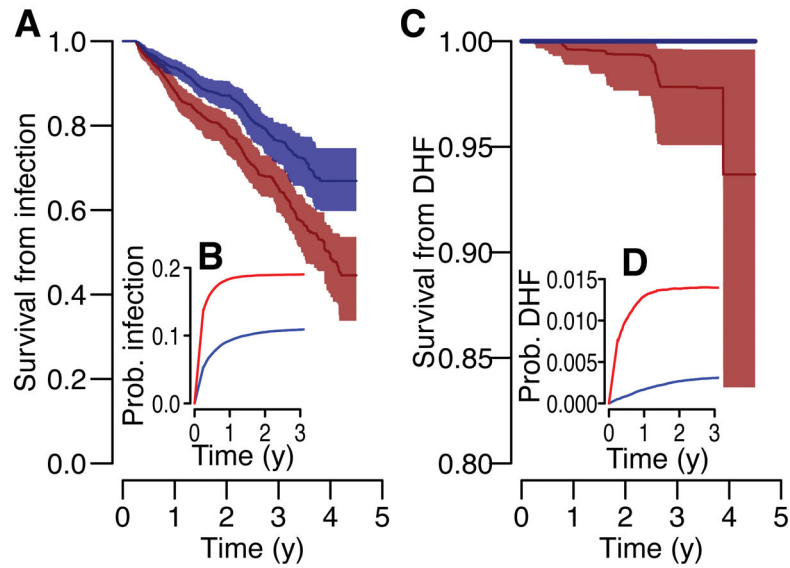 A
Survival from infection
1.0
0.8
0.6
0.4
0.2
0.0
0 1 2 3 4 5
Time (y)
B
Prob. infection
0.2
0.1
0.0
0 1 2 3
Time (y)
C
Survival from DHF
1.00
0.95
0.90
0.85
0.80
0 1 2 3 4 5
Time (y)
D
Prob. DHF
0.015
0.010
0.005
0.000
0 1 2 3
Time (y)